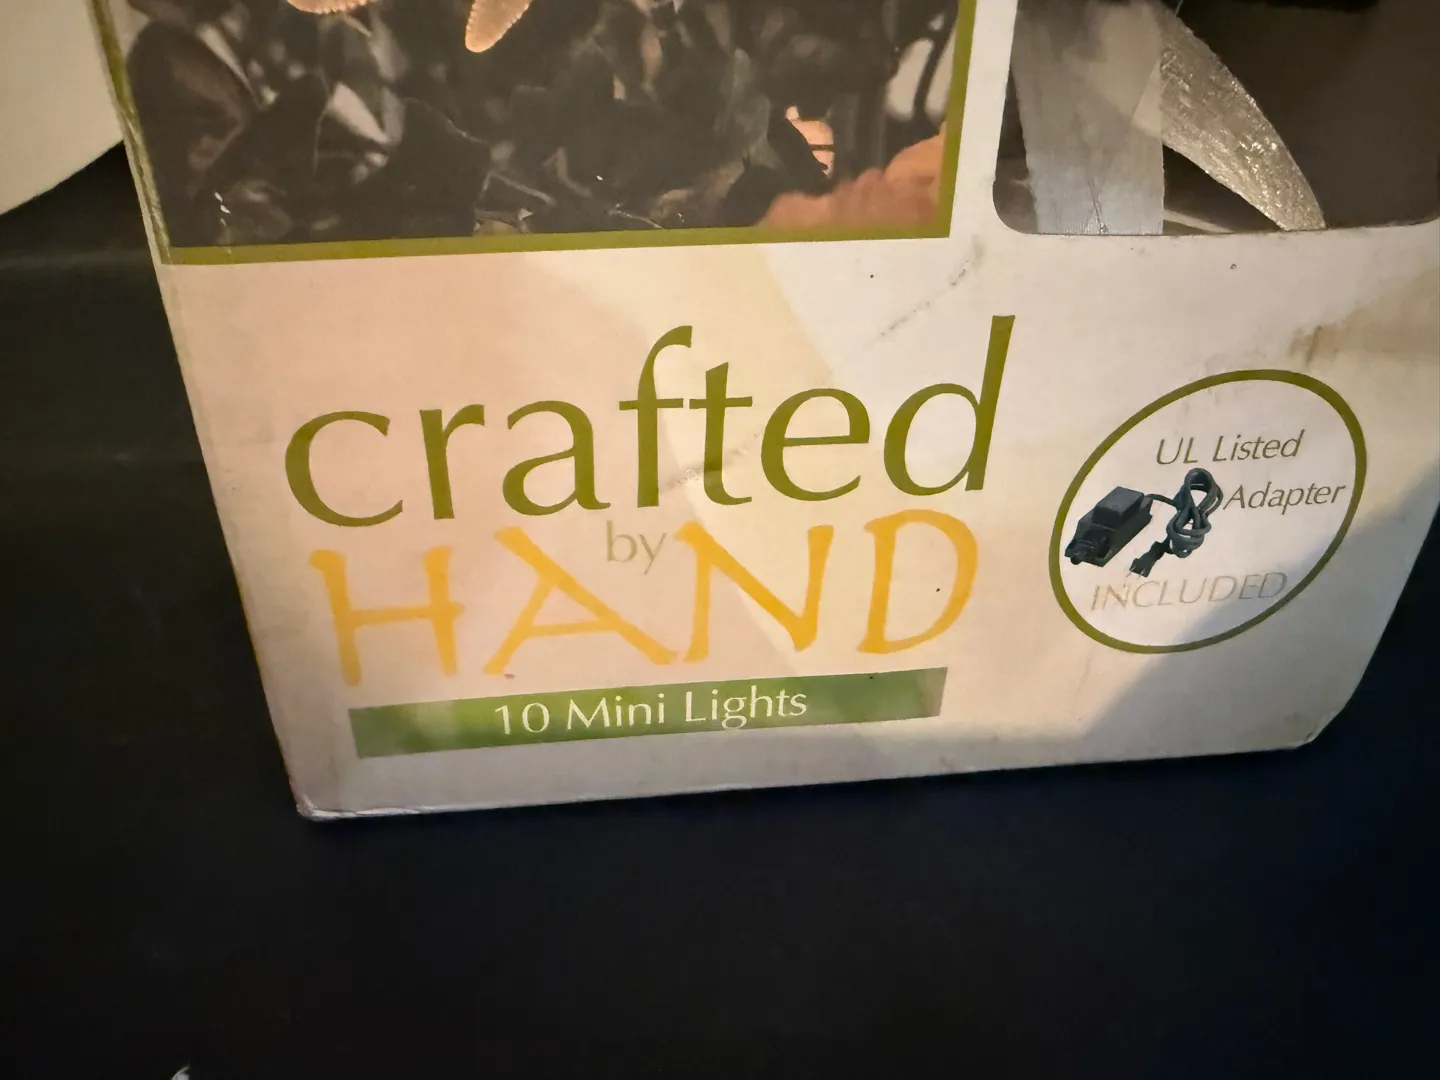 crafted
by
HAND
10 Mini Lights
UL Listed
Adapter
INCLUDED